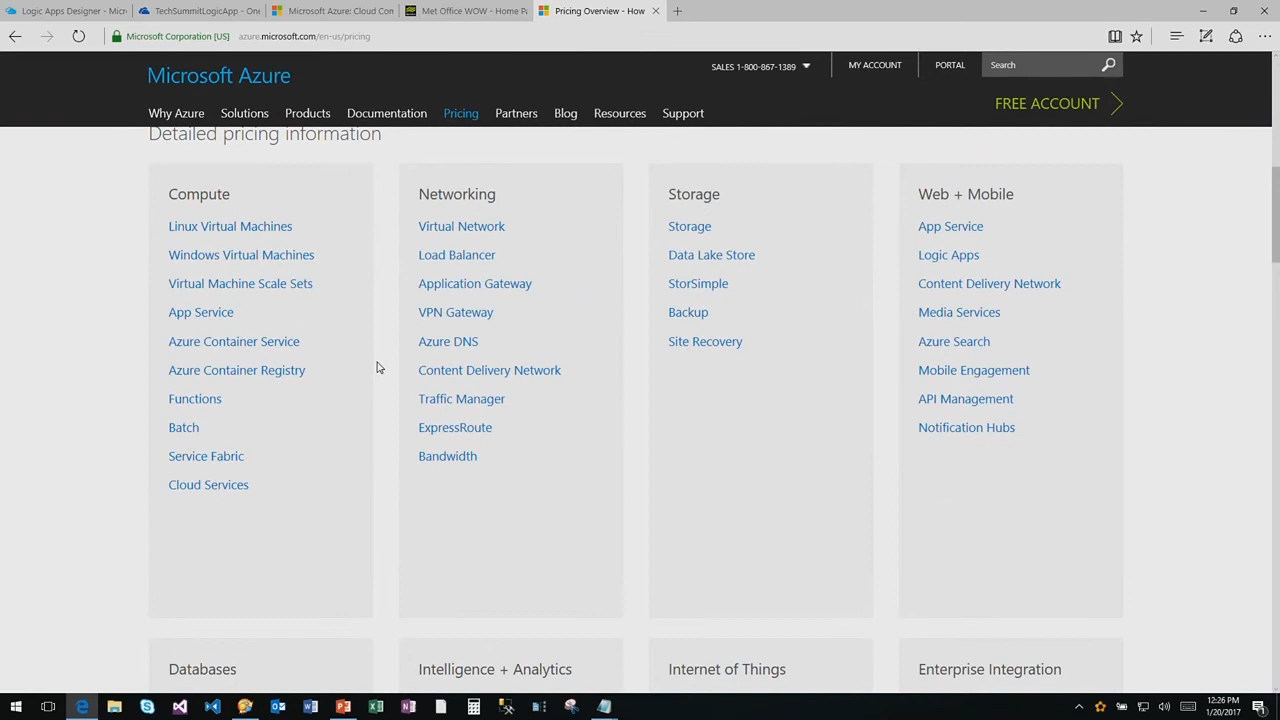 Logic Apps Designer - Micr
TechSummitLogicApp - One
Microsoft Azure: Cloud Con
Met Office WOW - Home Pa
Pricing Overview - How
Microsoft Corporation [US]
azure.microsoft.com/en-us/pricing
Microsoft Azure
SALES 1-800-867-1389
MY ACCOUNT
PORTAL
Search
FREE ACCOUNT
Why Azure
Solutions
Products
Documentation
Pricing
Partners
Blog
Resources
Support
Detailed pricing information
Compute
Linux Virtual Machines
Windows Virtual Machines
Virtual Machine Scale Sets
App Service
Azure Container Service
Azure Container Registry
Functions
Batch
Service Fabric
Cloud Services
Networking
Virtual Network
Load Balancer
Application Gateway
VPN Gateway
Azure DNS
Content Delivery Network
Traffic Manager
ExpressRoute
Bandwidth
Storage
Storage
Data Lake Store
StorSimple
Backup
Site Recovery
Web + Mobile
App Service
Logic Apps
Content Delivery Network
Media Services
Azure Search
Mobile Engagement
API Management
Notification Hubs
Databases
Intelligence + Analytics
Internet of Things
Enterprise Integration
12:26 PM
1/20/2017